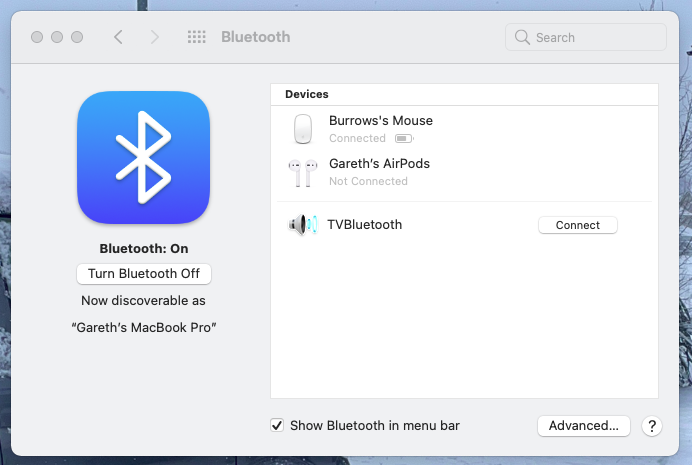 Bluetooth
Search
Devices
Burrows's Mouse
Connected
Gareth’s AirPods
Not Connected
TVBluetooth
Connect
Bluetooth: On
Turn Bluetooth Off
Now discoverable as
“Gareth’s MacBook Pro”
Show Bluetooth in menu bar
Advanced...
?